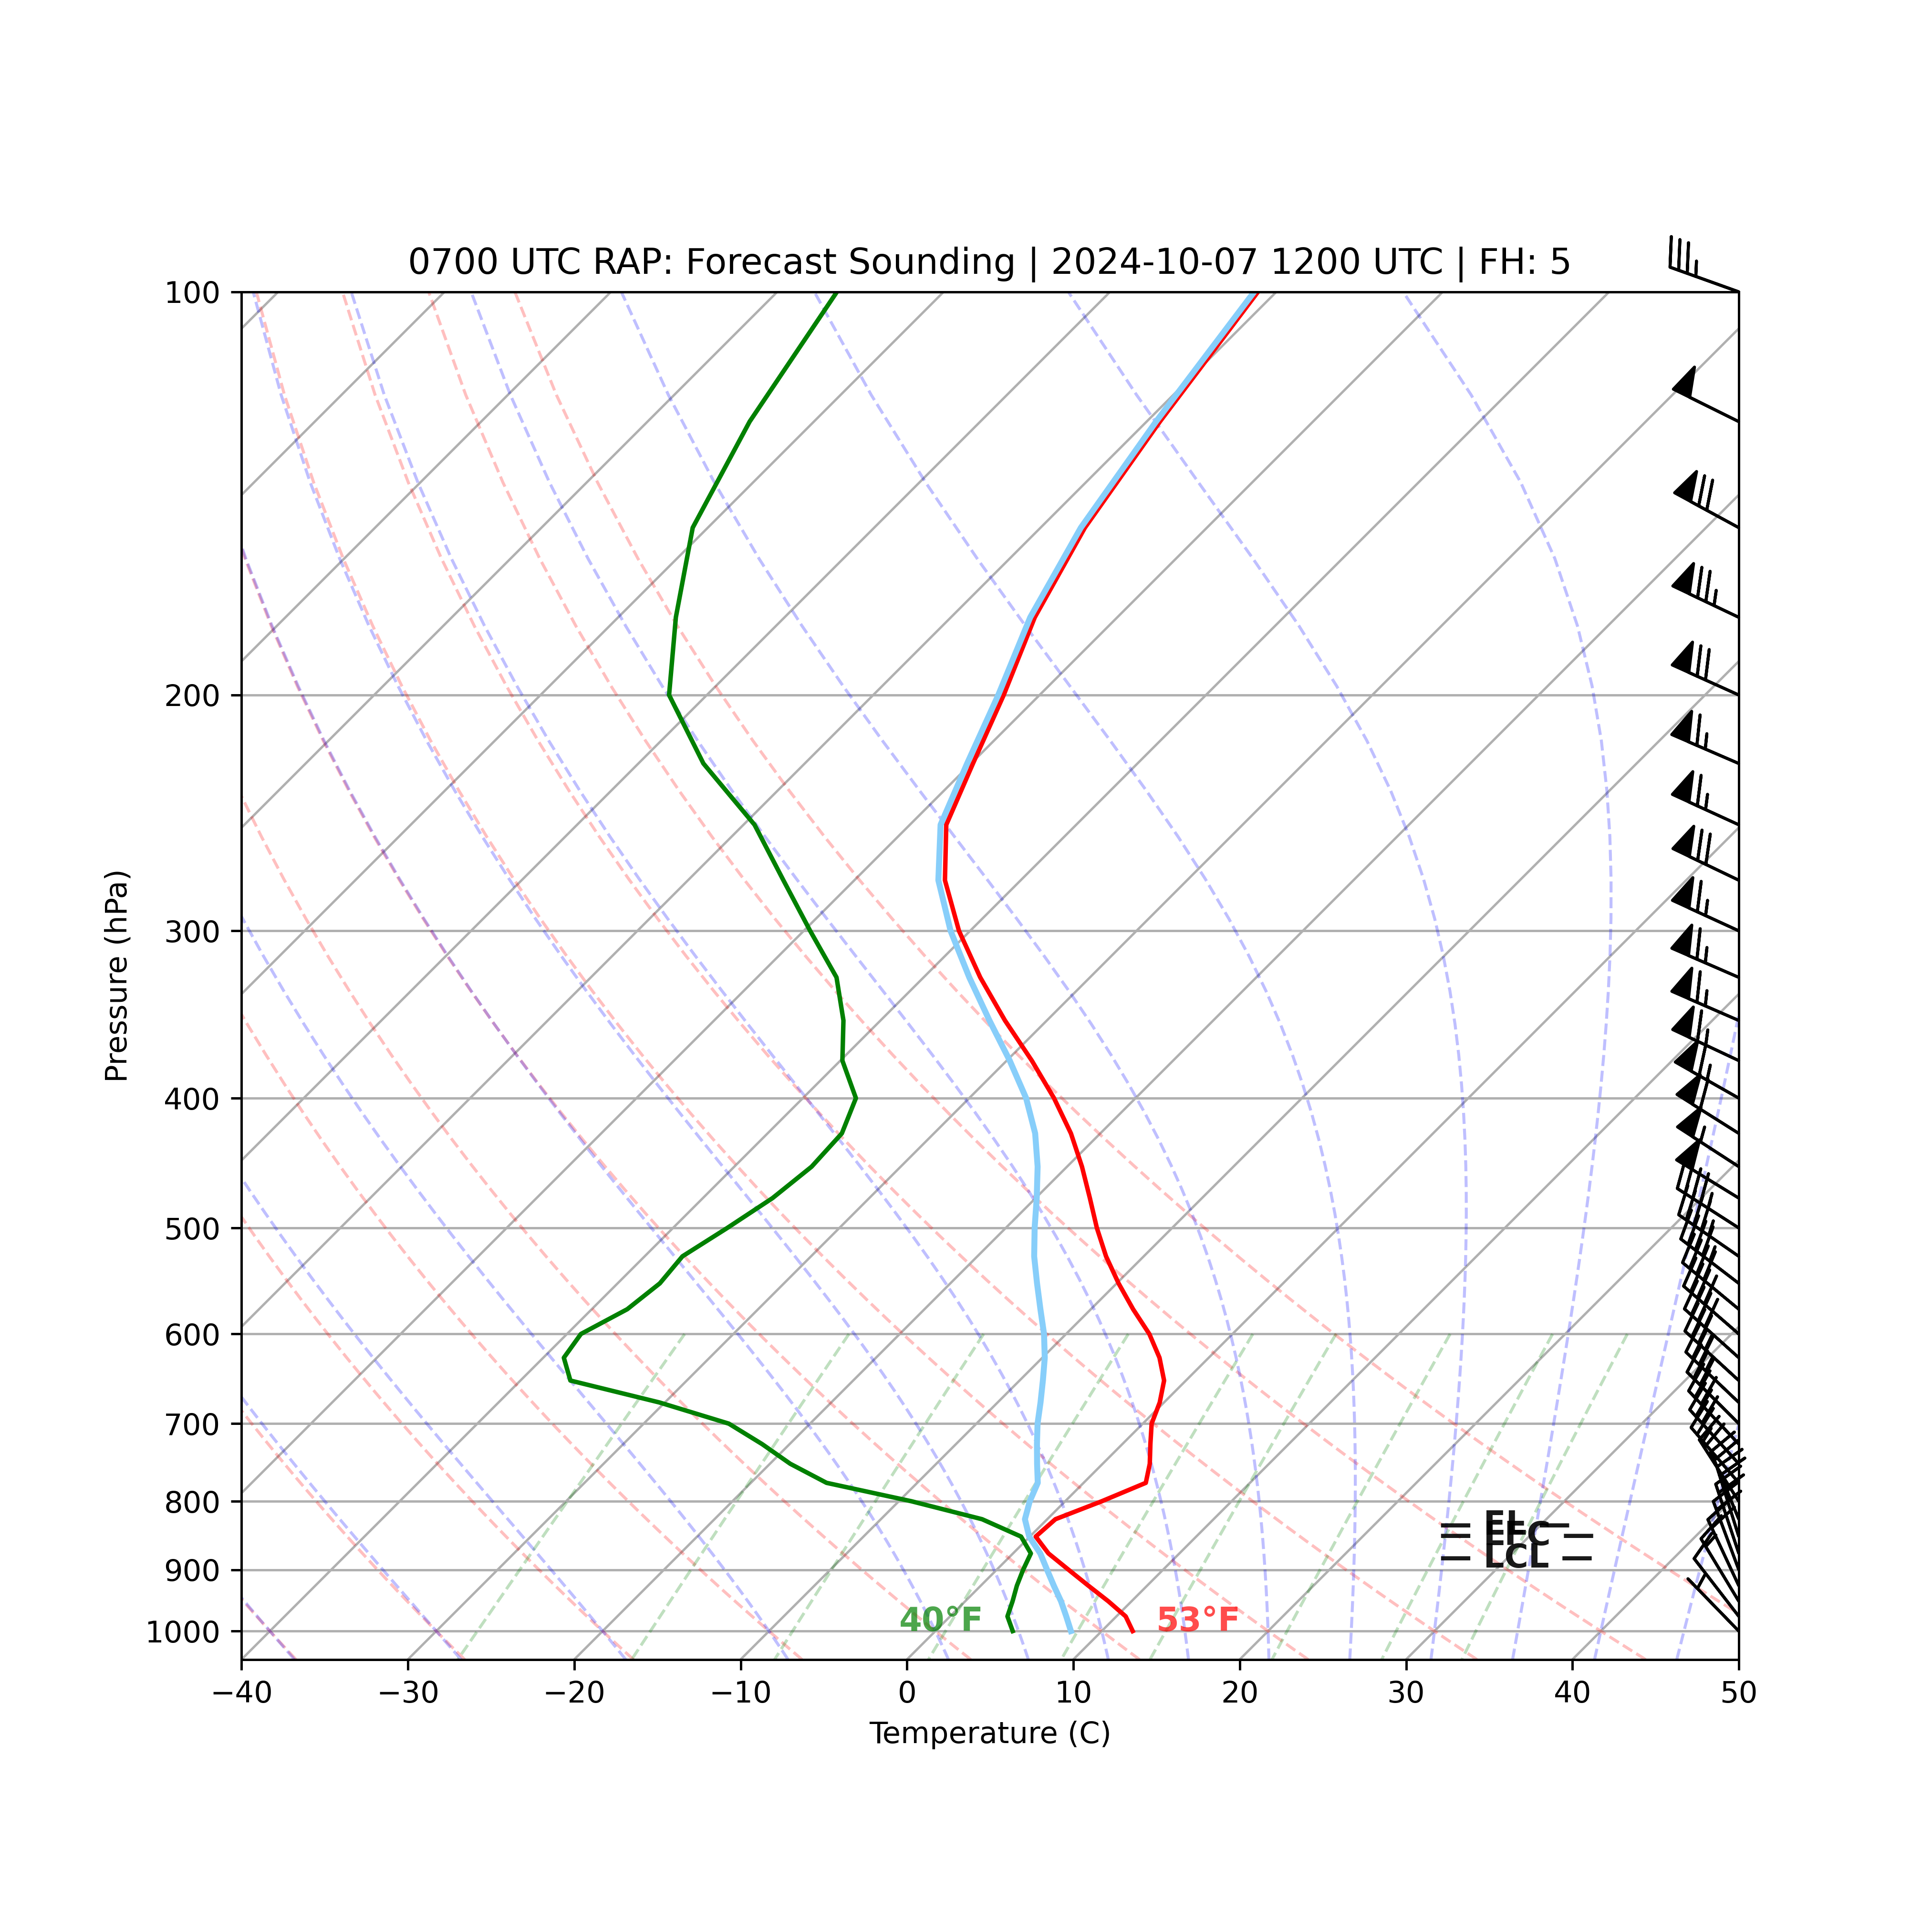 0700 UTC RAP: Forecast Sounding | 2024-10-07 1200 UTC | FH: 5
100
200
300
400
500
600
700
800
900
1000
Pressure (hPa)
— EL —
— LFC —
— LCL —
40°F
53°F
−40
−30
−20
−10
0
10
20
30
40
50
Temperature (C)